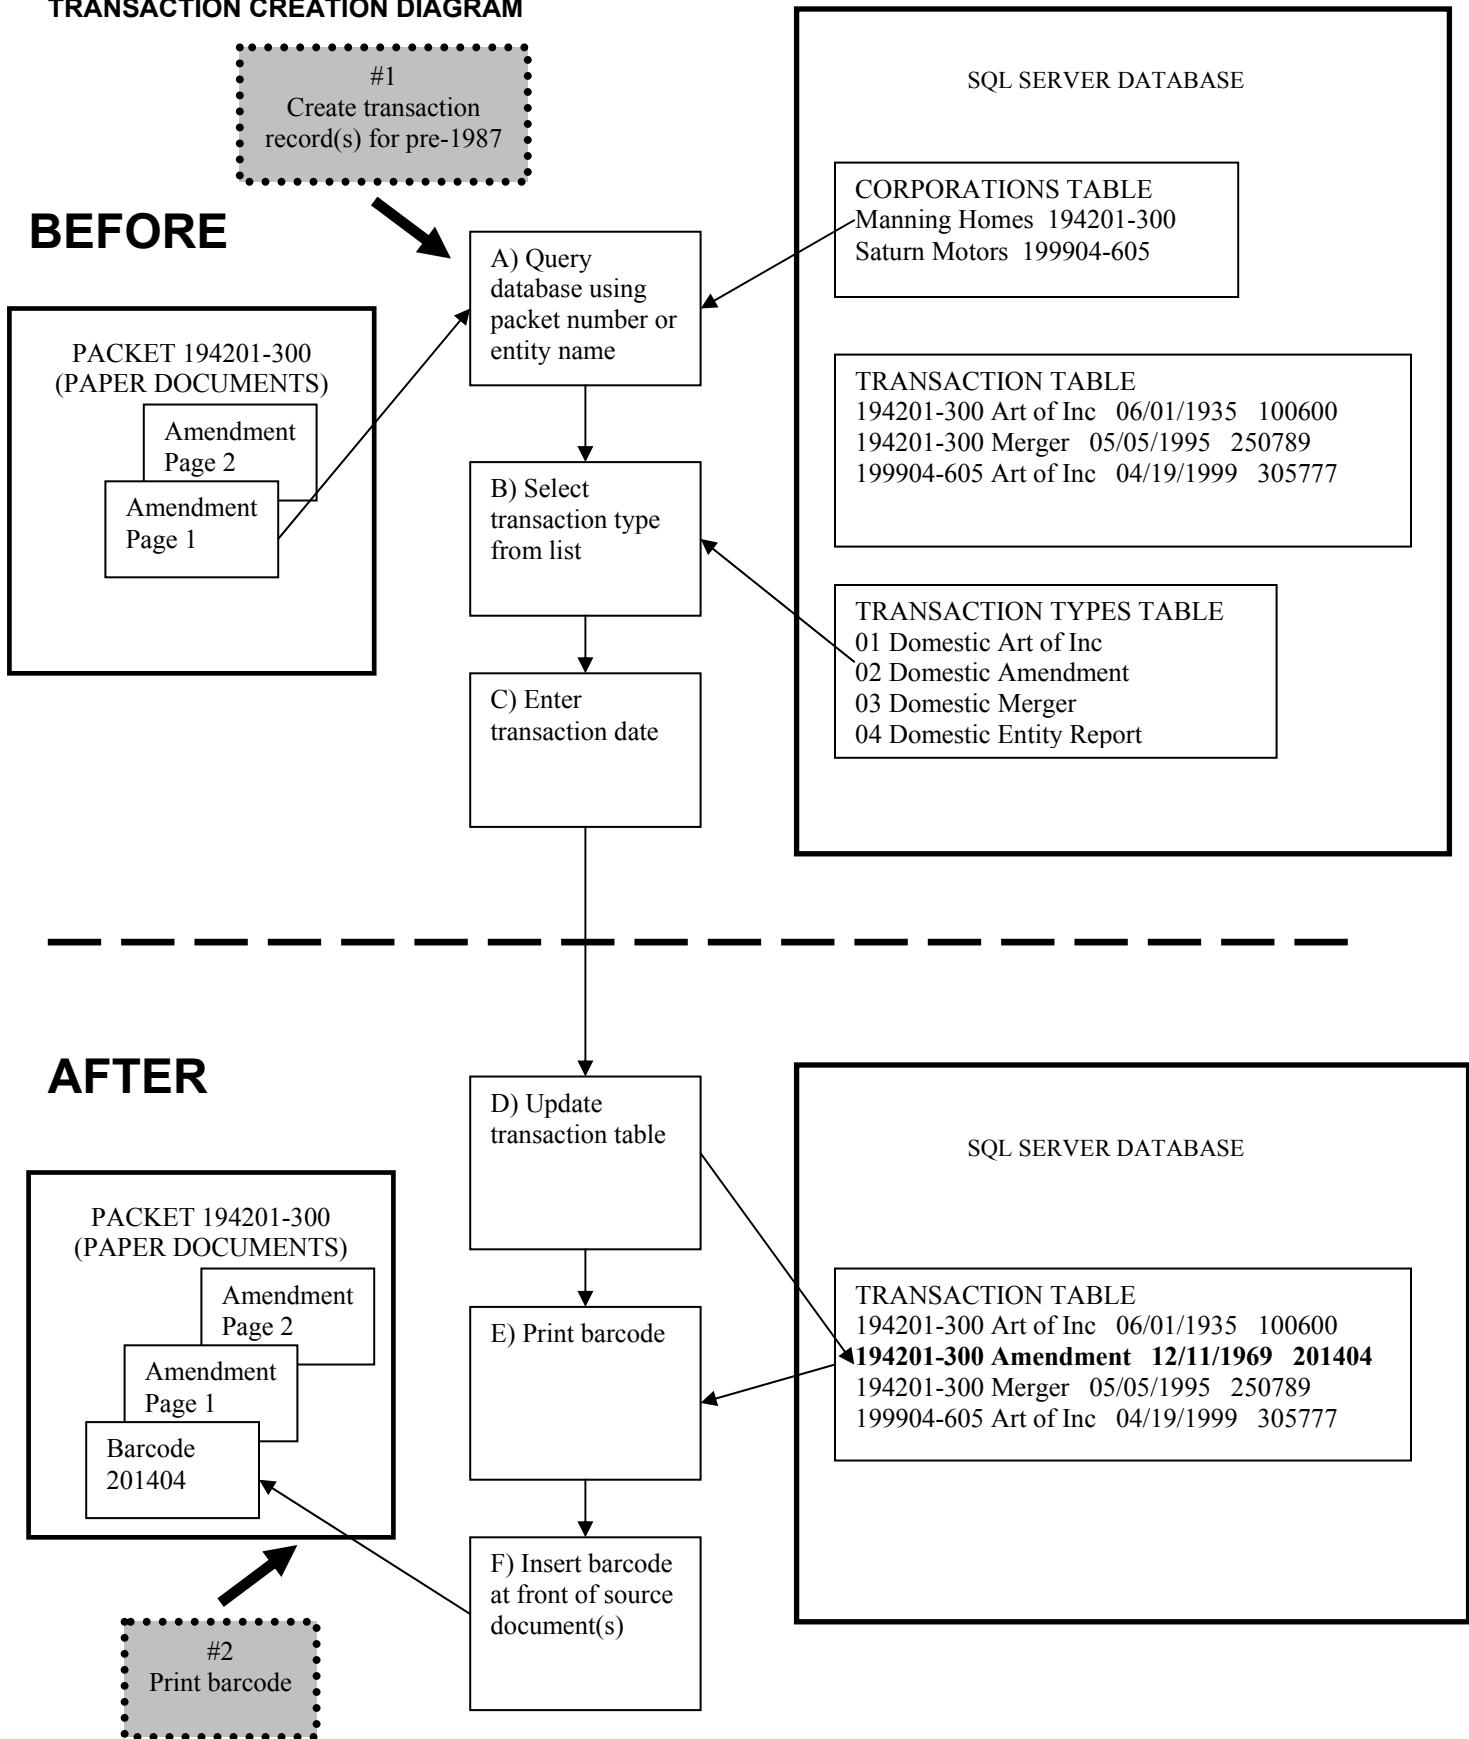 TRANSACTION CREATION DIAGRAM
#1
Create transaction
record(s) for pre-1987
SQL SERVER DATABASE
CORPORATIONS TABLE
Manning Homes 194201-300
Saturn Motors 199904-605
BEFORE
A) Query
database using
packet number or
entity name
PACKET 194201-300
(PAPER DOCUMENTS)
Amendment
Page 2
Amendment
Page 1
TRANSACTION TABLE
194201-300 Art of Inc 06/01/1935 100600
194201-300 Merger 05/05/1995 250789
199904-605 Art of Inc 04/19/1999 305777
B) Select
transaction type
from list
TRANSACTION TYPES TABLE
01 Domestic Art of Inc
02 Domestic Amendment
03 Domestic Merger
04 Domestic Entity Report
C) Enter
transaction date
AFTER
D) Update
transaction table
SQL SERVER DATABASE
PACKET 194201-300
(PAPER DOCUMENTS)
Amendment
Page 2
Amendment
Page 1
Barcode
201404
E) Print barcode
TRANSACTION TABLE
194201-300 Art of Inc 06/01/1935 100600
194201-300 Amendment 12/11/1969 201404
194201-300 Merger 05/05/1995 250789
199904-605 Art of Inc 04/19/1999 305777
F) Insert barcode
at front of source
document(s)
#2
Print barcode